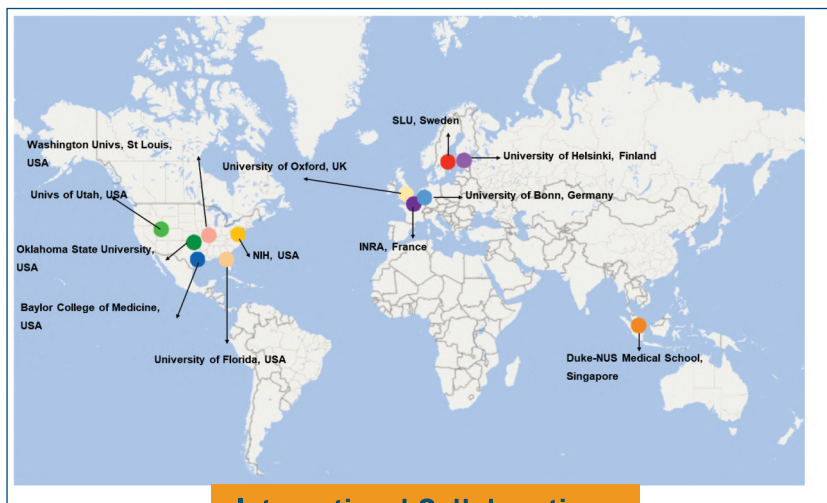 SLU, Sweden
Washington Univs, St Louis,
USA
University of Oxford, UK
University of Helsinki, Finland
Univs of Utah, USA
University of Bonn, Germany
Oklahoma State University,
USA
NIH, USA
INRA, France
Baylor College of Medicine,
USA
University of Florida, USA
Duke-NUS Medical School,
Singapore